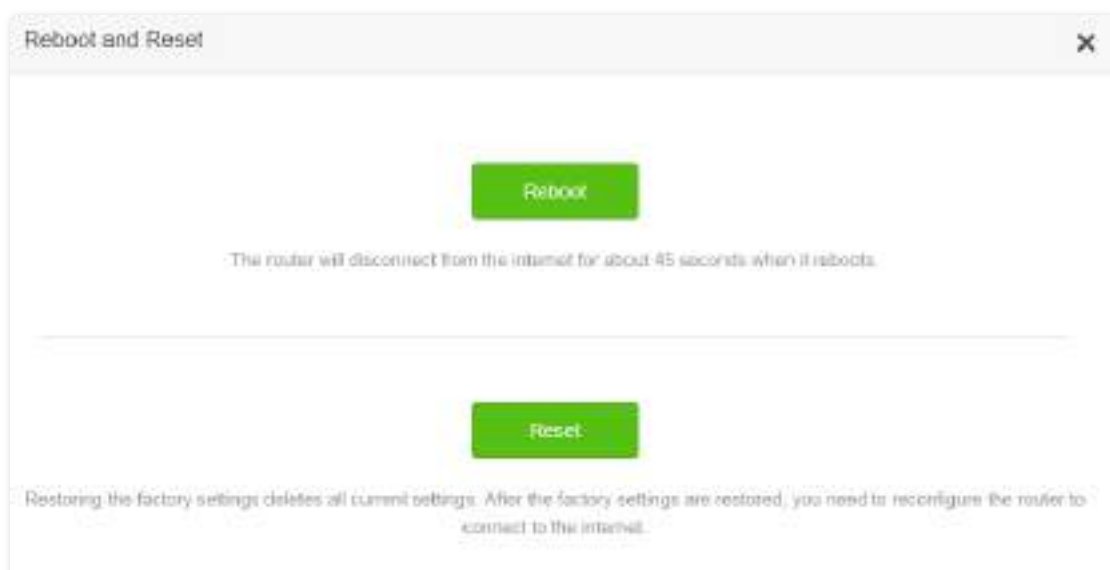 Reboot and Reset
Reboot
The router will disconnect from the internet for about 45 seconds when it reboots.
Reset
Restoring the factory settings deletes all current settings. After the factory settings are restored, you need to reconfigure the router to
connect to the internet.